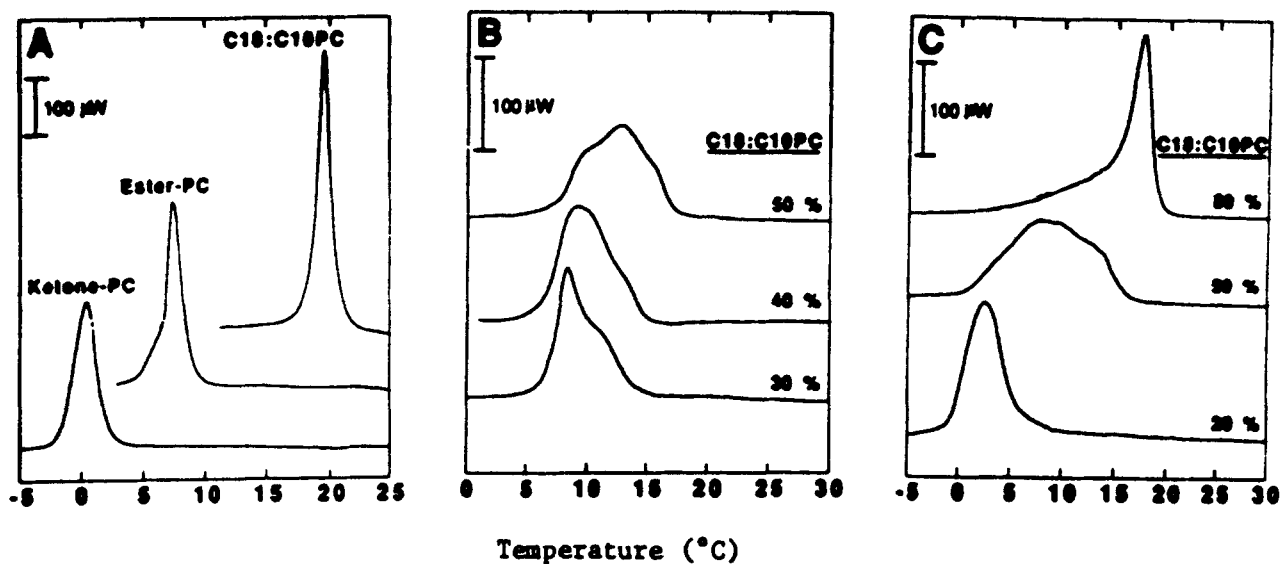 A
C18:C10PC
100 µW
Ester-PC
Ketone-PC
-5 0 5 10 15 20 25
B
100 µW
C18:C10PC
50 %
40 %
30 %
0 5 10 15 20 25 30
C
100 µW
C18:C10PC
80 %
50 %
20 %
-5 0 5 10 15 20 25 30
Temperature (°C)